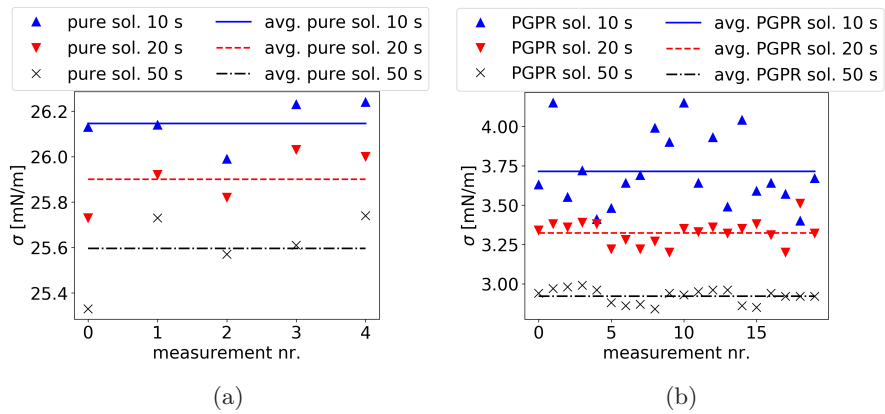 pure sol. 10 s avg. pure sol. 10 s
pure sol. 20 s avg. pure sol. 20 s
pure sol. 50 s avg. pure sol. 50 s
26.2
26.0
25.8
25.6
25.4
σ [mN/m]
0 1 2 3 4
measurement nr.
(a)
PGPR sol. 10 s avg. PGPR sol. 10 s
PGPR sol. 20 s avg. PGPR sol. 20 s
PGPR sol. 50 s avg. PGPR sol. 50 s
4.00
3.75
3.50
3.25
3.00
σ [mN/m]
0 5 10 15
measurement nr.
(b)